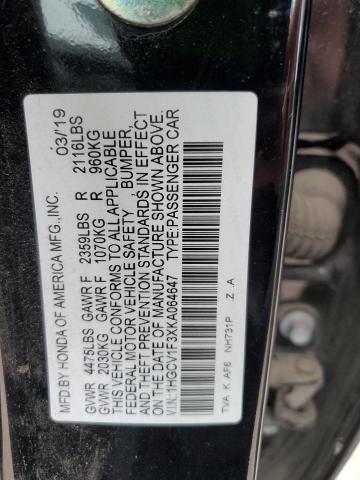 MFD.BY HONDA OF AMERICA MFG.,INC. 03/19
GVWR 4475LBS GAWR F 2359LBS R 2116LBS
GVWR 2030KG GAWR F 1070KG R 960KG
THIS VEHICLE CONFORMS TO ALL APPLICABLE
FEDERAL MOTOR VEHICLE SAFETY, BUMPER,
AND THEFT PREVENTION STANDARDS IN EFFECT
ON THE DATE OF MANUFACTURE SHOWN ABOVE.
V.I.N.:1HGCV1F3XKA064647 TYPE:PASSENGER CAR
TVA K AF6 NH731P .Z .A